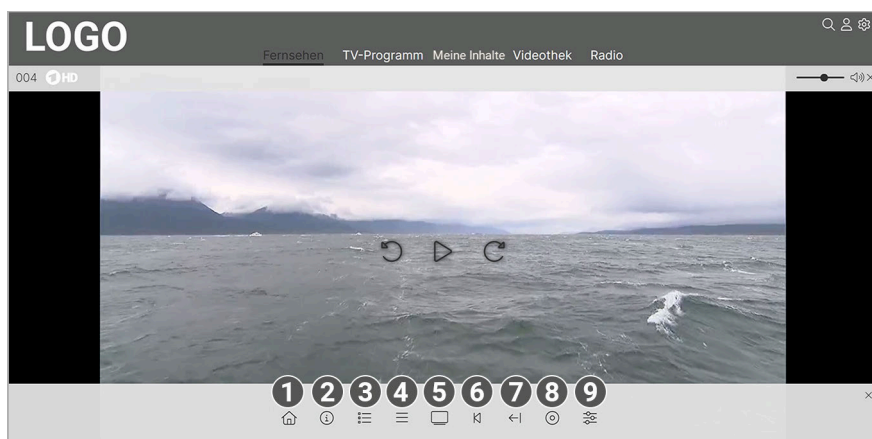 LOGO
Fernsehen TV-Programm Meine Inhalte Videothek Radio
004 1 HD
1 2 3 4 5 6 7 8 9